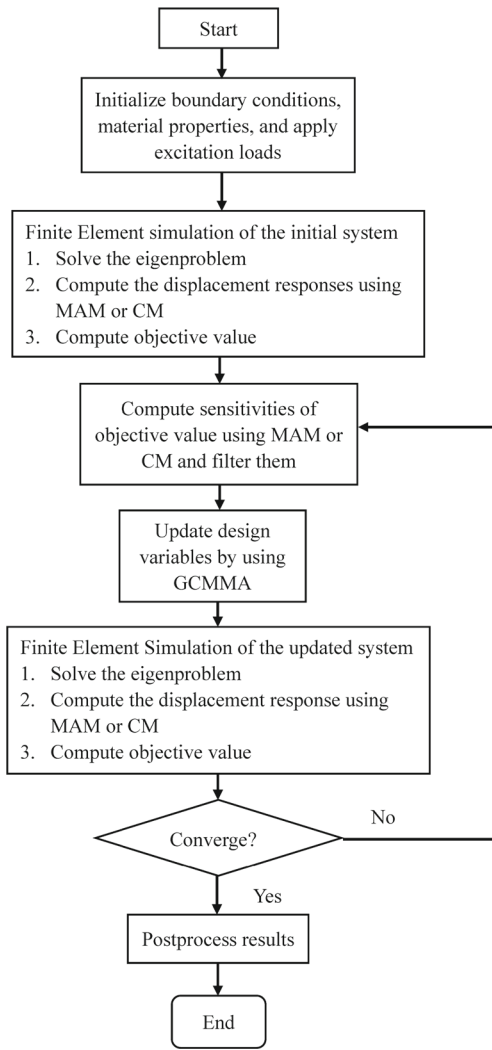 Start
Initialize boundary conditions,
material properties, and apply
excitation loads
Finite Element simulation of the initial system
1. Solve the eigenproblem
2. Compute the displacement responses using
MAM or CM
3. Compute objective value
Compute sensitivities of
objective value using MAM or
CM and filter them
Update design
variables by using
GCMMA
Finite Element Simulation of the updated system
1. Solve the eigenproblem
2. Compute the displacement response using
MAM or CM
3. Compute objective value
Converge?
No
Yes
Postprocess results
End